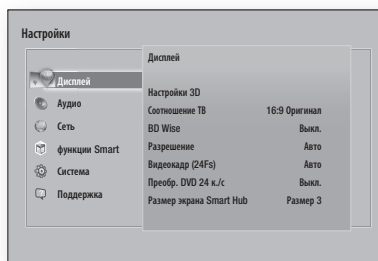 Настройки
Дисплей
Аудио
Сеть
функции Smart
Система
Поддержка
Дисплей
Настройки 3D
Соотношение ТВ 16:9 Оригинал
BD Wise Выкл.
Разрешение Авто
Видеокадр (24Fs) Авто
Преобр. DVD 24 к./с Выкл.
Размер экрана Smart Hub Размер 3